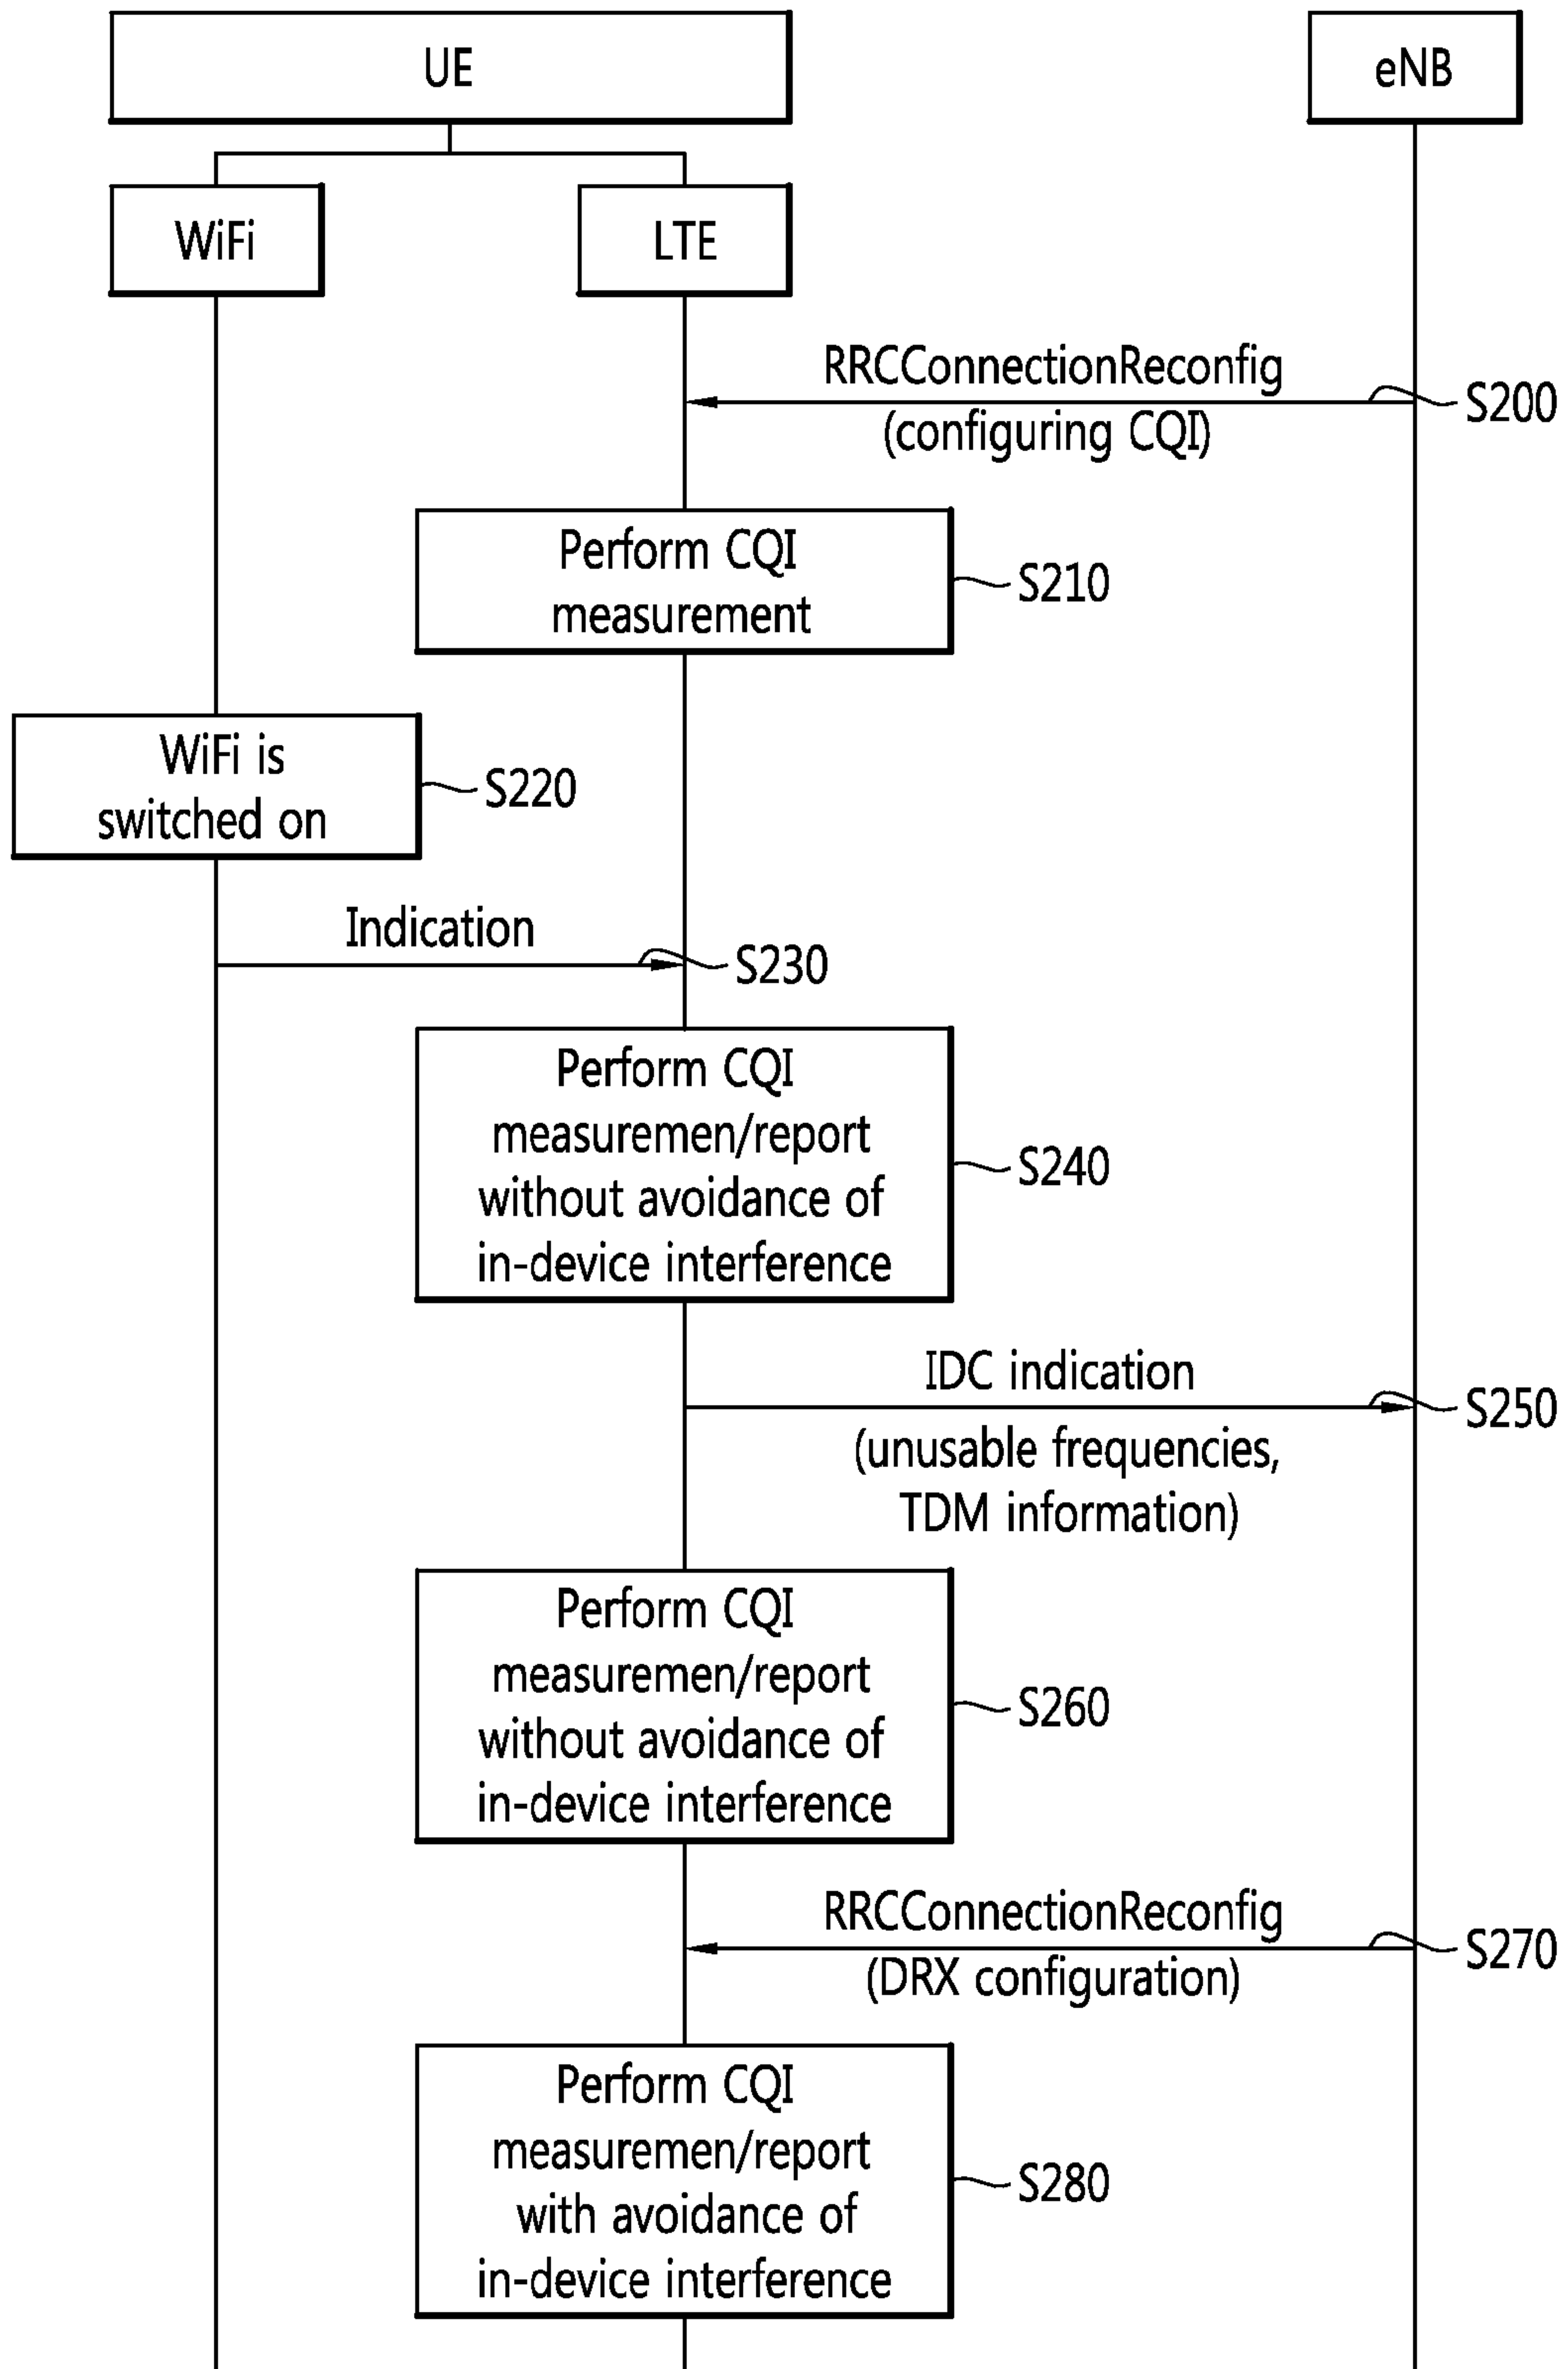 UE
eNB
WiFi
LTE
RRCConnectionReconfig
S200
(configuring CQI)
Perform CQI
measurement
S210
WiFi is
switched on
S220
Indication
S230
Perform CQI
measuremen/report
without avoidance of
in-device interference
S240
IDC indication
S250
(unusable frequencies,
TDM information)
Perform CQI
measuremen/report
without avoidance of
in-device interference
S260
RRCConnectionReconfig
S270
(DRX configuration)
Perform CQI
measuremen/report
with avoidance of
in-device interference
S280